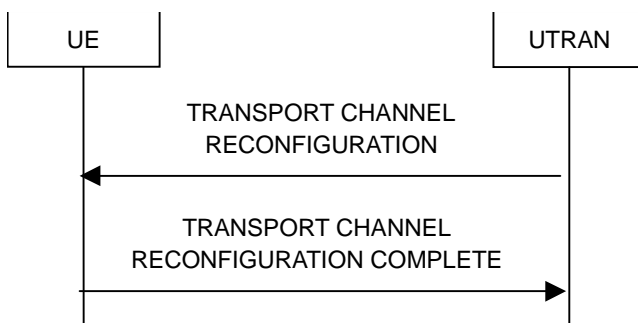 UE
UTRAN
TRANSPORT CHANNEL
RECONFIGURATION
TRANSPORT CHANNEL
RECONFIGURATION COMPLETE